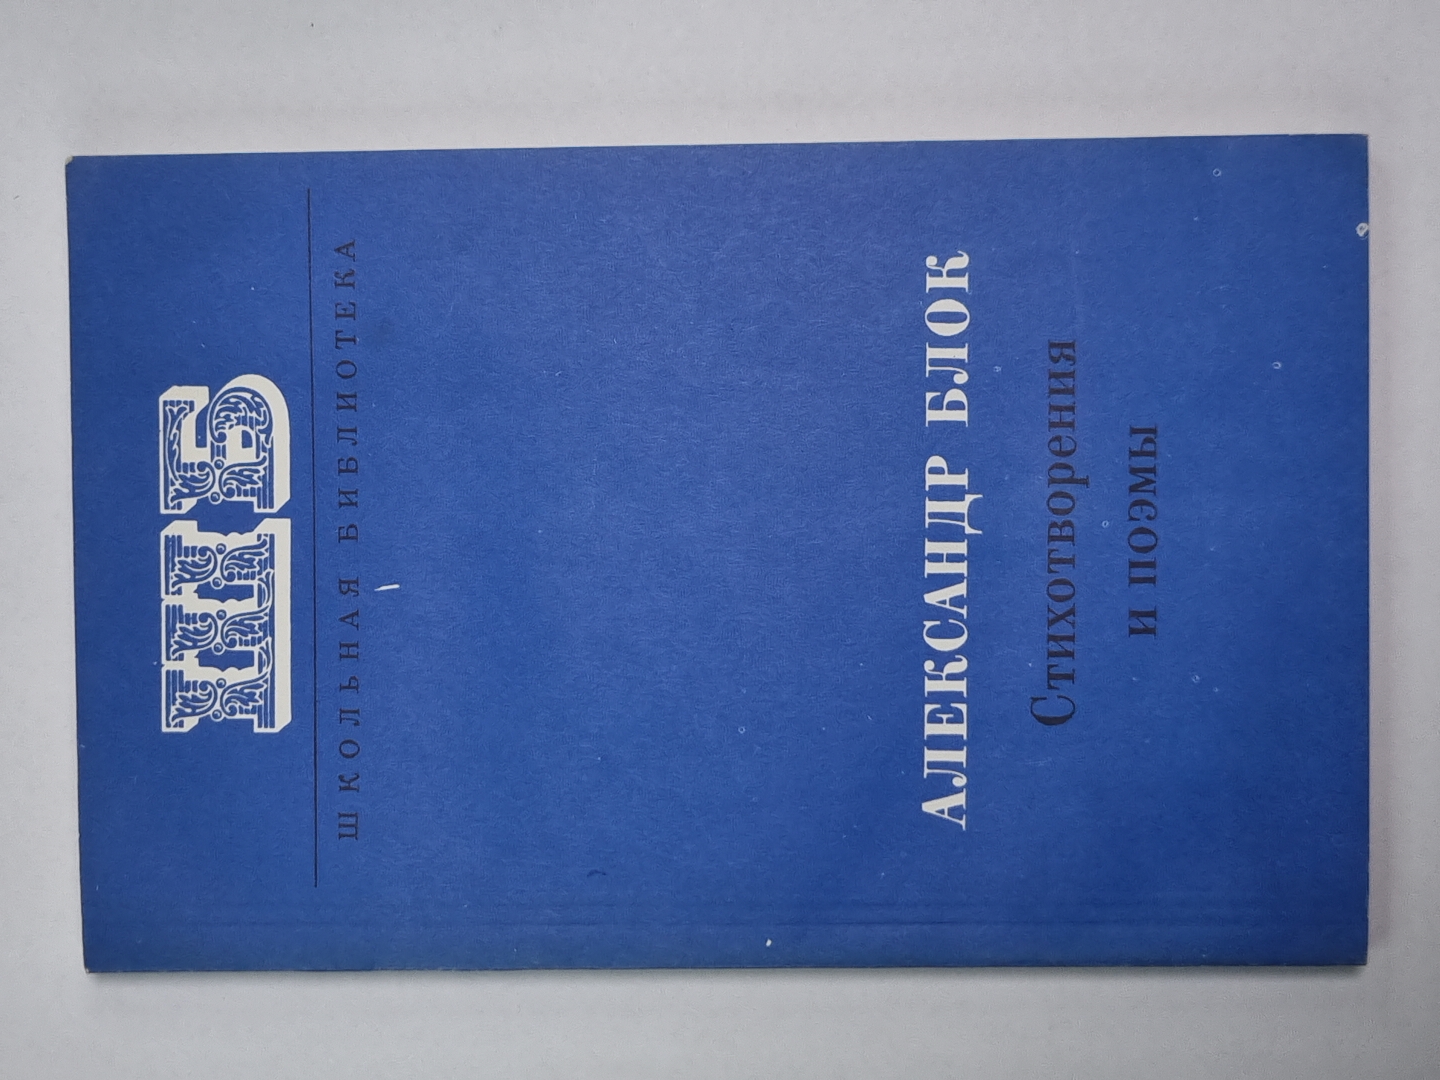 ШБ
ШКОЛЬНАЯ БИБЛИОТЕКА
АЛЕКСАНДР БЛОК
Стихотворения
и поэмы